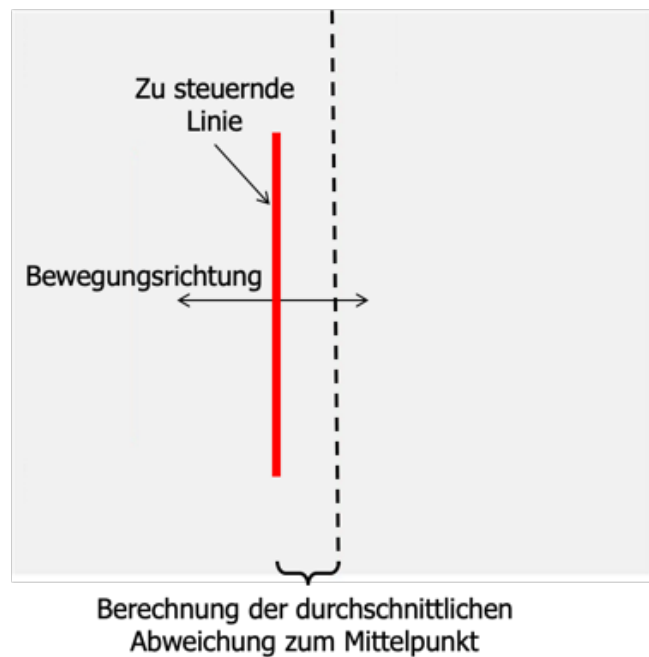 Zu steuernde
Linie
Bewegungsrichtung
Berechnung der durchschnittlichen
Abweichung zum Mittelpunkt